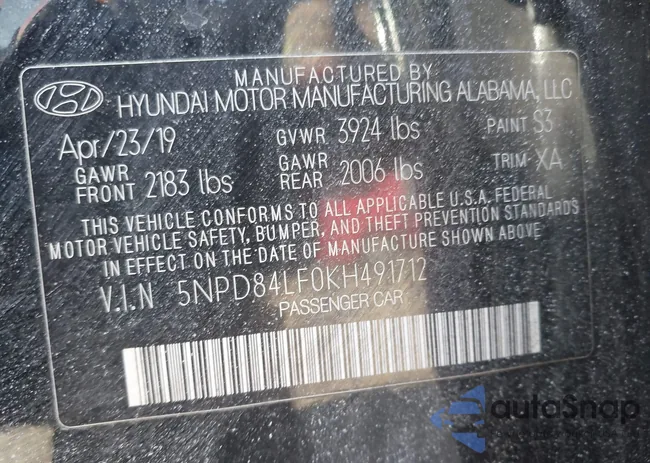 MANUFACTURED BY
HYUNDAI MOTOR MANUFACTURING ALABAMA, LLC
Apr/23/19 GVWR 3924 lbs PAINT S3
GAWR FRONT 2183 lbs GAWR REAR 2006 lbs TRIM XA
THIS VEHICLE CONFORMS TO ALL APPLICABLE U.S.A. FEDERAL
MOTOR VEHICLE SAFETY, BUMPER, AND THEFT PREVENTION STANDARDS
IN EFFECT ON THE DATE OF MANUFACTURE SHOWN ABOVE
V.I.N 5NPD84LF0KH491712
PASSENGER CAR
autoSnap